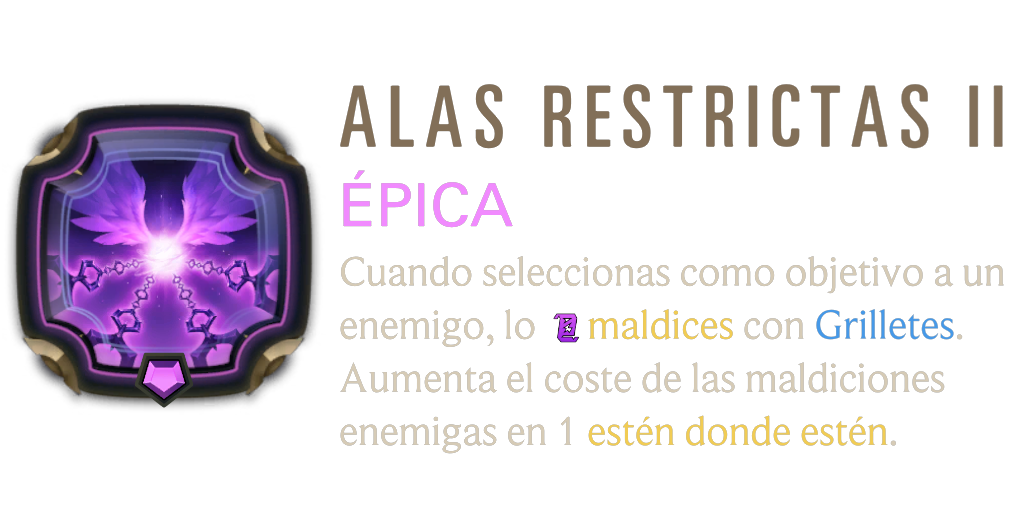 ALAS RESTRICTAS II
ÉPICA
Cuando seleccionas como objetivo a un
enemigo, lo maldices con Grilletes.
Aumenta el coste de las maldiciones
enemigas en 1 estén donde estén.